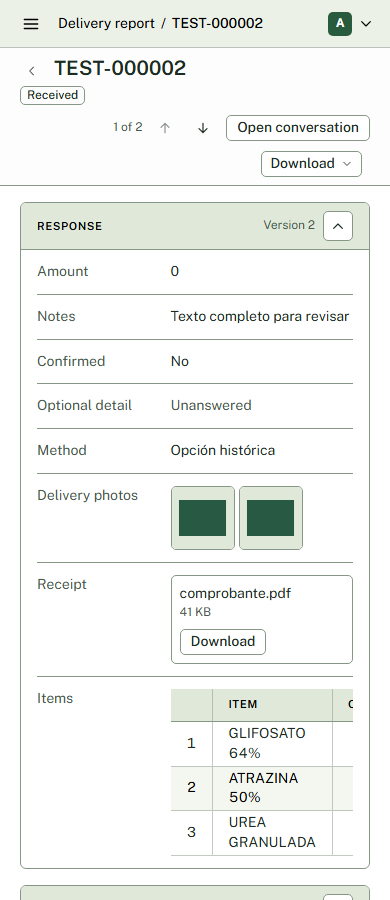 Delivery report / TEST-000002
A
TEST-000002
Received
1 of 2
Open conversation
Download
RESPONSE
Version 2
Amount
0
Notes
Texto completo para revisar
Confirmed
No
Optional detail
Unanswered
Method
Opción histórica
Delivery photos
Receipt
comprobante.pdf
41 KB
Download
Items
ITEM
1
GLIFOSATO
64%
2
ATRAZINA
50%
3
UREA
GRANULADA